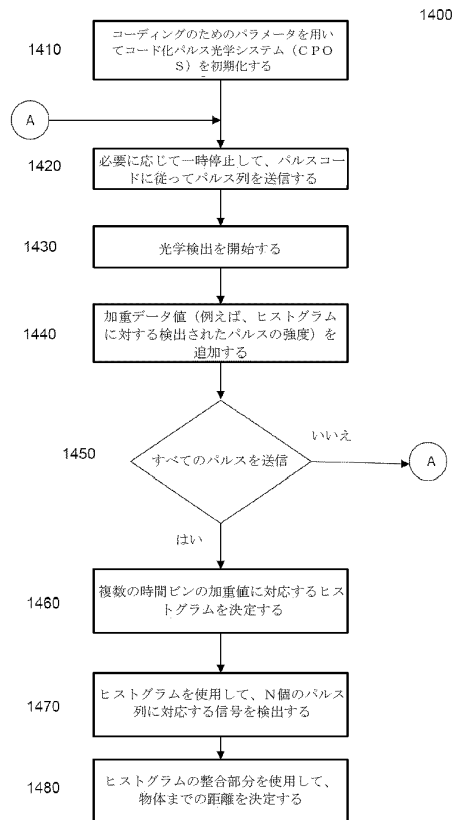 1400
1410
コーディングのためのパラメータを用い
てコード化パルス光学システム（ＣＰＯ
Ｓ）を初期化する
A
1420
必要に応じて一時停止して、パルスコー
ドに従ってパルス列を送信する
1430
光学検出を開始する
1440
加重データ値（例えば、ヒストグラム
に対する検出されたパルスの強度）を
追加する
1450
すべてのパルスを送信
いいえ
A
はい
1460
複数の時間ビンの加重値に対応するヒス
トグラムを決定する
1470
ヒストグラムを使用して、Ｎ個のパルス
列に対応する信号を検出する
1480
ヒストグラムの整合部分を使用して、
物体までの距離を決定する